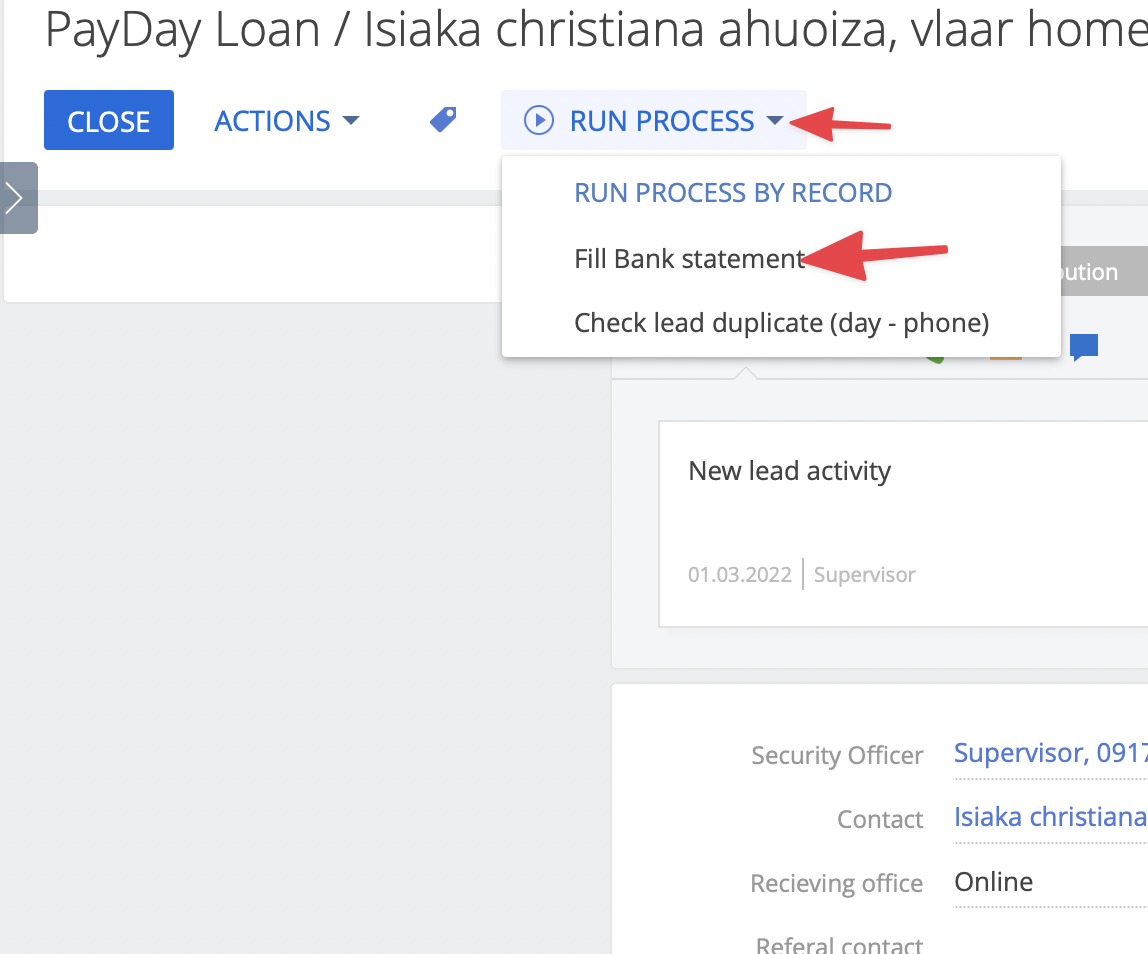 PayDay Loan / Isiaka christiana ahuoiza, vlaar home
CLOSE
ACTIONS
RUN PROCESS
RUN PROCESS BY RECORD
Fill Bank statement
Check lead duplicate (day - phone)
bution
New lead activity
01.03.2022 | Supervisor
Security Officer Supervisor, 0917
Contact Isiaka christiana
Recieving office Online
Referal contact